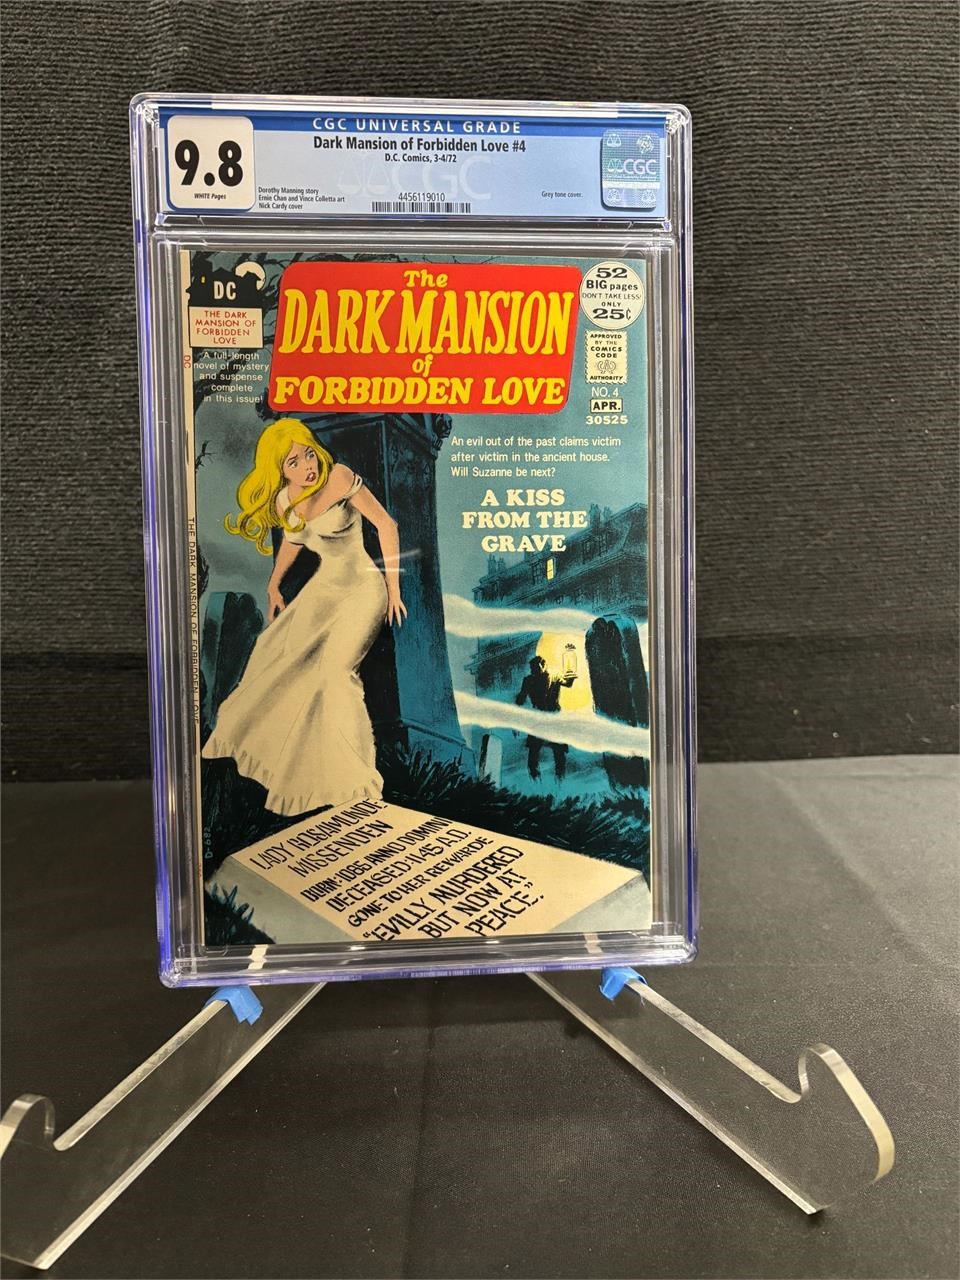 CGC UNIVERSAL GRADE
9.8
WHITE Pages
Dark Mansion of Forbidden Love #4
D.C. Comics, 3-4/72
CGC
Dorothy Manning story
Ernie Chan and Vince Colletta art
Nick Cardy cover
4456119010
Grey tone cover.
CGC
DC
THE DARK
MANSION OF
FORBIDDEN
LOVE
A full-length
novel of mystery
and suspense
complete
in this issue!
The
DARK MANSION
of
FORBIDDEN LOVE
52
BIG pages
DON'T TAKE LESS!
ONLY
25¢
APPROVED
BY THE
COMICS
CODE
CA
AUTHORITY
NO. 4
APR.
30525
An evil out of the past claims victim
after victim in the ancient house.
Will Suzanne be next?
A KISS
FROM THE
GRAVE
DC
THE DARK MANSION OF FORBIDDEN LOVE
D-682
LADY ROSAMUNDE
MISSENDEN
BORN: 1085 ANNO DOMINI
DECEASED: 1145 A.D.
GONE TO HER REWARDE
"EVILLY MURDERED
BUT NOW AT
PEACE."